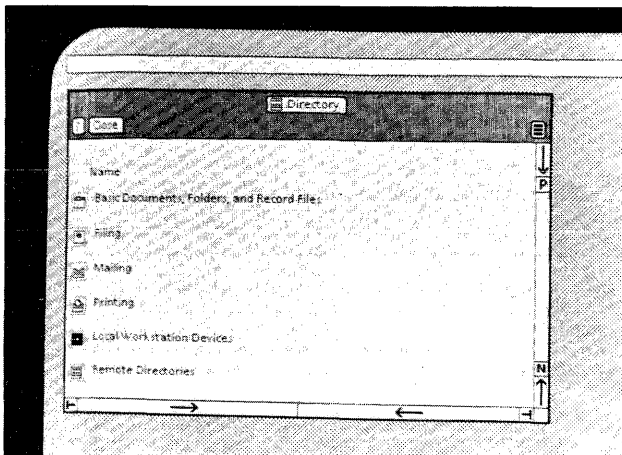 Directory
? Close
Name
P
Basic Documents, Folders, and Record Files
Filing
Mailing
Printing
Local Workstation Devices
Remote Directories
N